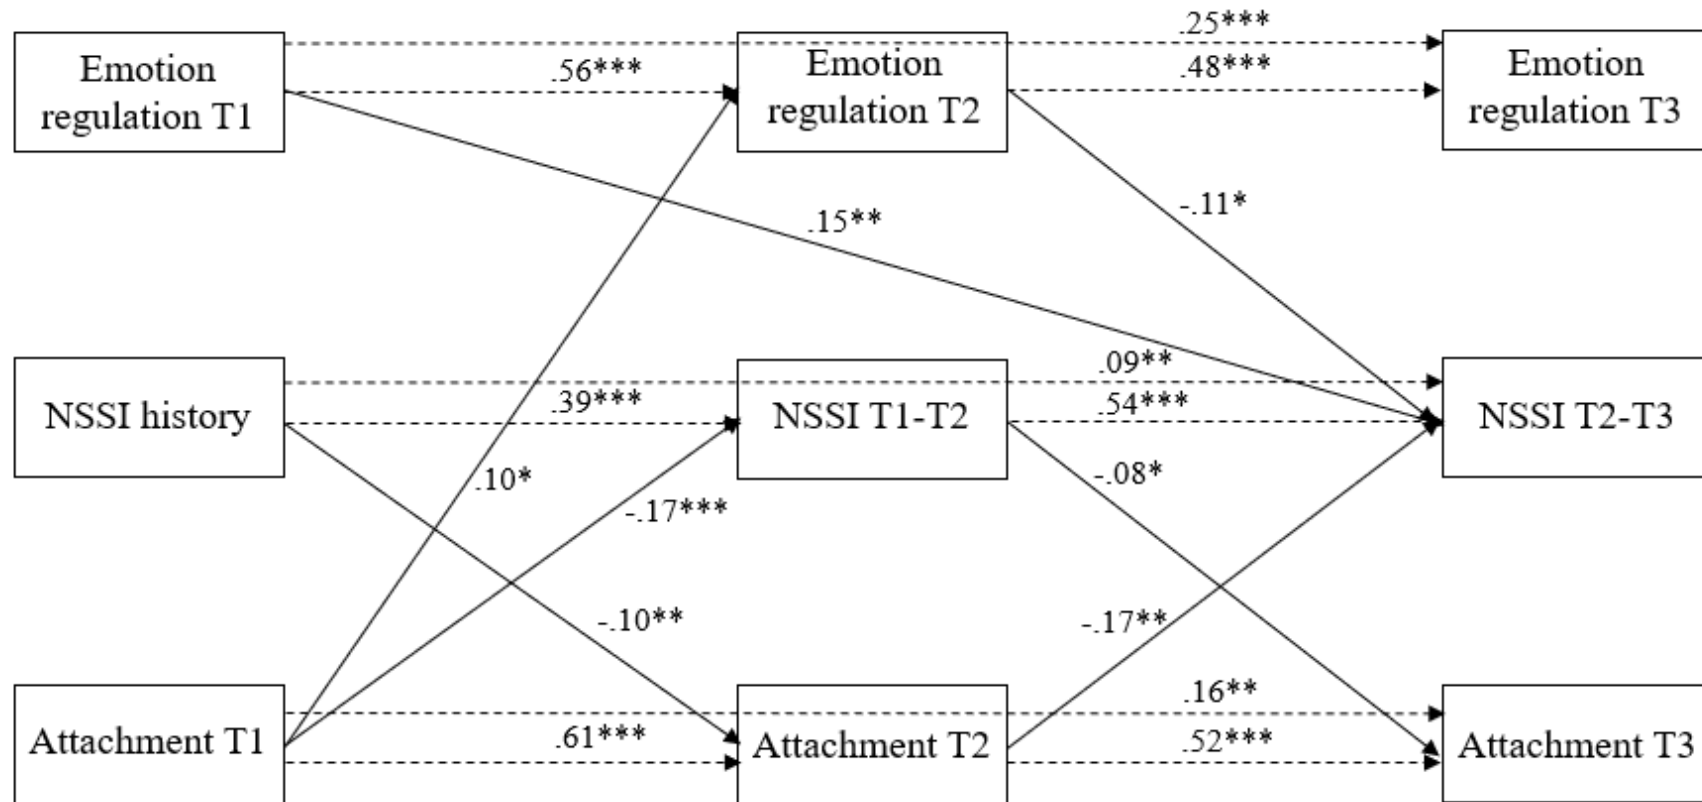 .25***
Emotion
regulation T1
.56***
Emotion
regulation T2
.48***
Emotion
regulation T3
-.11*
.15**
.09**
NSSI history
.39***
NSSI T1-T2
.54***
NSSI T2-T3
.10*
-.17***
-.08*
-.10**
-.17**
.16**
Attachment T1
.61***
Attachment T2
.52***
Attachment T3